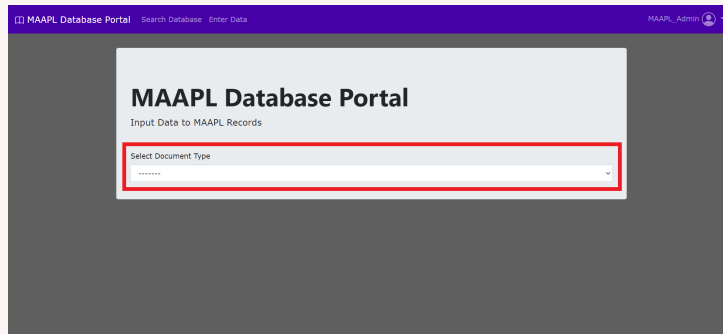 MAAPL Database Portal Search Database Enter Data MAAPL_Admin
MAAPL Database Portal
Input Data to MAAPL Records
Select Document Type
-------